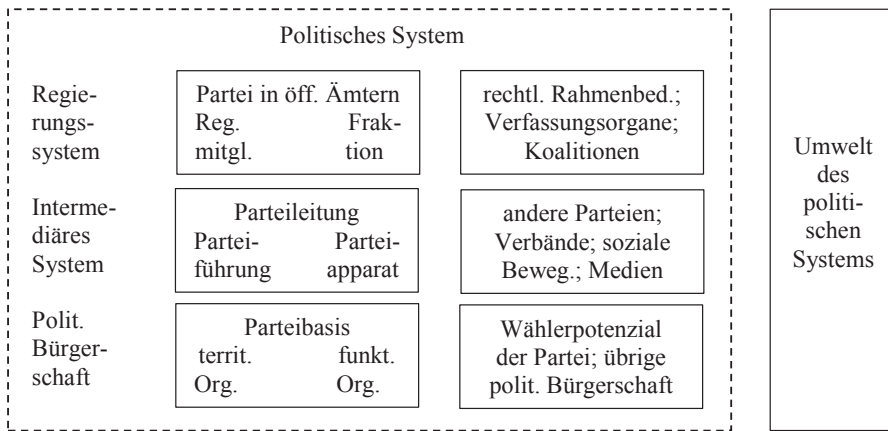 Politisches System
Regie-
rungs-
system
Partei in öff. Ämtern
Reg. Frak-
mitgl. tion
rechtl. Rahmenbed.;
Verfassungsorgane;
Koalitionen
Interme-
diäres
System
Parteileitung
Partei- Partei-
führung apparat
andere Parteien;
Verbände; soziale
Beweg.; Medien
Polit.
Bürger-
schaft
Parteibasis
territ. funkt.
Org. Org.
Wählerpotenzial
der Partei; übrige
polit. Bürgerschaft
Umwelt
des
politi-
schen
Systems